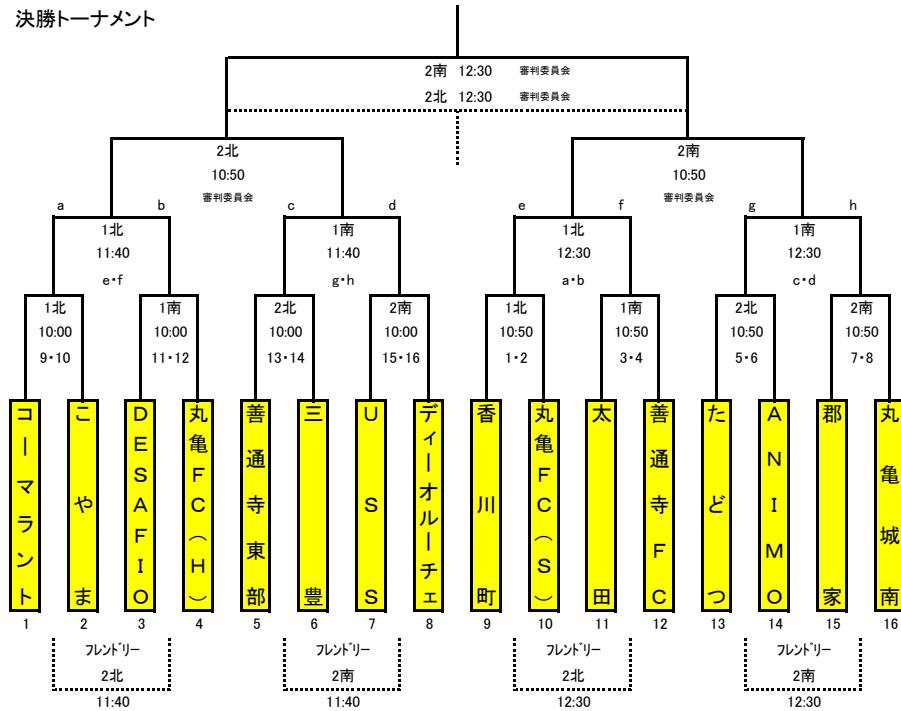 決勝トーナメント
2南 12:30 審判委員会
2北 12:30 審判委員会
2北 2南
10:50 10:50
審判委員会 審判委員会
a b c d e f g h
1北 1南 1北 1南
11:40 11:40 12:30 12:30
e・f g・h a・b c・d
1北 1南 2北 2南 1北 1南 2北 2南
10:00 10:00 10:00 10:00 10:50 10:50 10:50 10:50
9・10 11・12 13・14 15・16 1・2 3・4 5・6 7・8
コーマラント
こやま
DESAFIO
丸亀FC(H)
善通寺東部
三豊
USS
ディーオルーチェ
香川町
丸亀FC(S)
太田
善通寺FC
たどつ
ANIMO
郡家
丸亀城南
1 2 3 4 5 6 7 8 9 10 11 12 13 14 15 16
フレンドリー フレンドリー フレンドリー フレンドリー
2北 2南 2北 2南
11:40 11:40 12:30 12:30